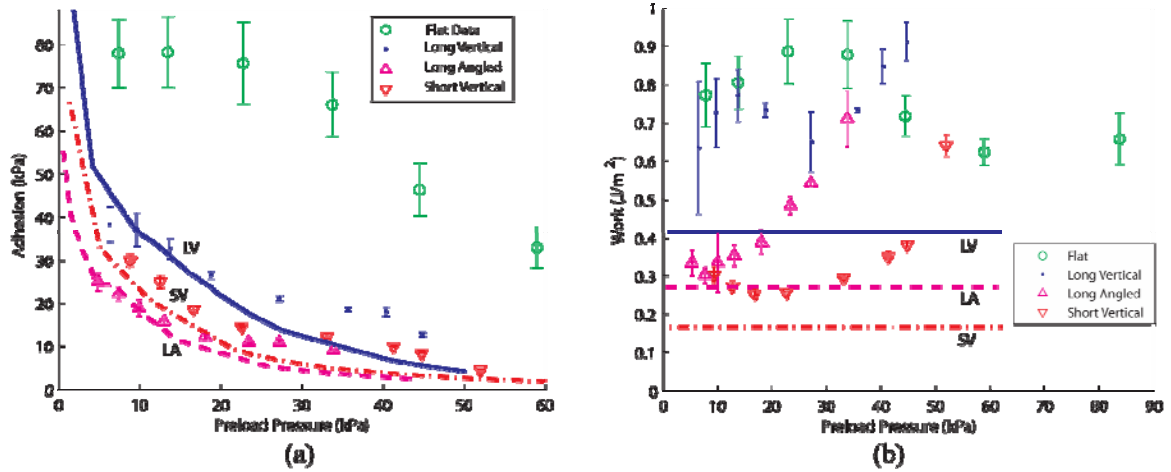 Adhesion (kPa)
80
70
60
50
40
30
20
10
0
0 10 20 30 40 50 60
Preload Pressure (kPa)
Flat Data
Long Vertical
Long Angled
Short Vertical
LV
SV
LA
(a)
Work (J/m²)
1
0.9
0.8
0.7
0.6
0.5
0.4
0.3
0.2
0.1
0
0 10 20 30 40 50 60 70 80 90
Preload Pressure (kPa)
LV
LA
SV
Flat
Long Vertical
Long Angled
Short Vertical
(b)